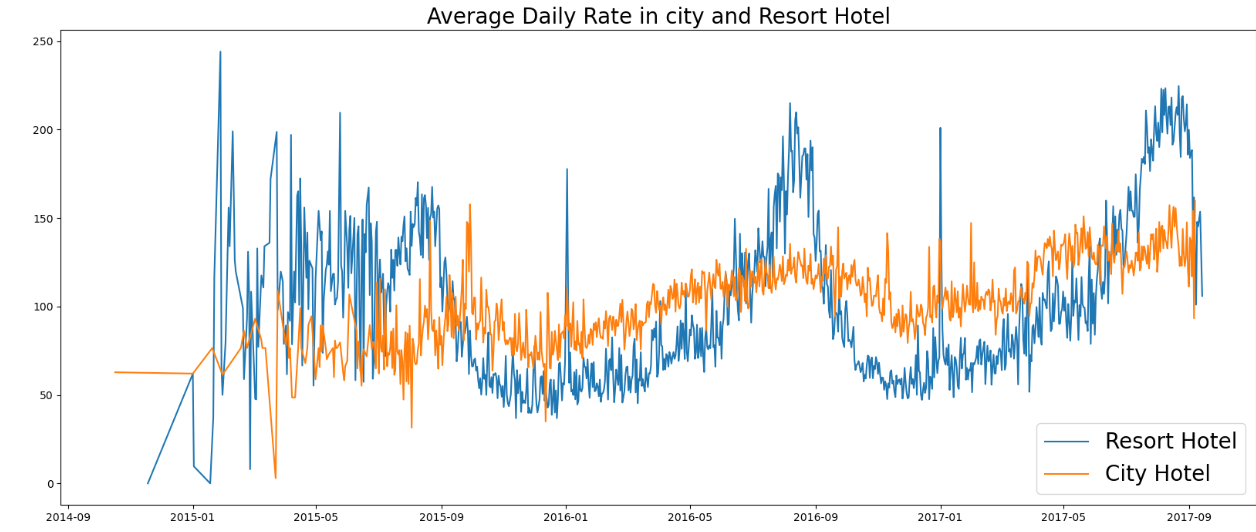 Average Daily Rate in city and Resort Hotel
250
200
150
100
50
0
Resort Hotel
City Hotel
2014-09 2015-01 2015-05 2015-09 2016-01 2016-05 2016-09 2017-01 2017-05 2017-09